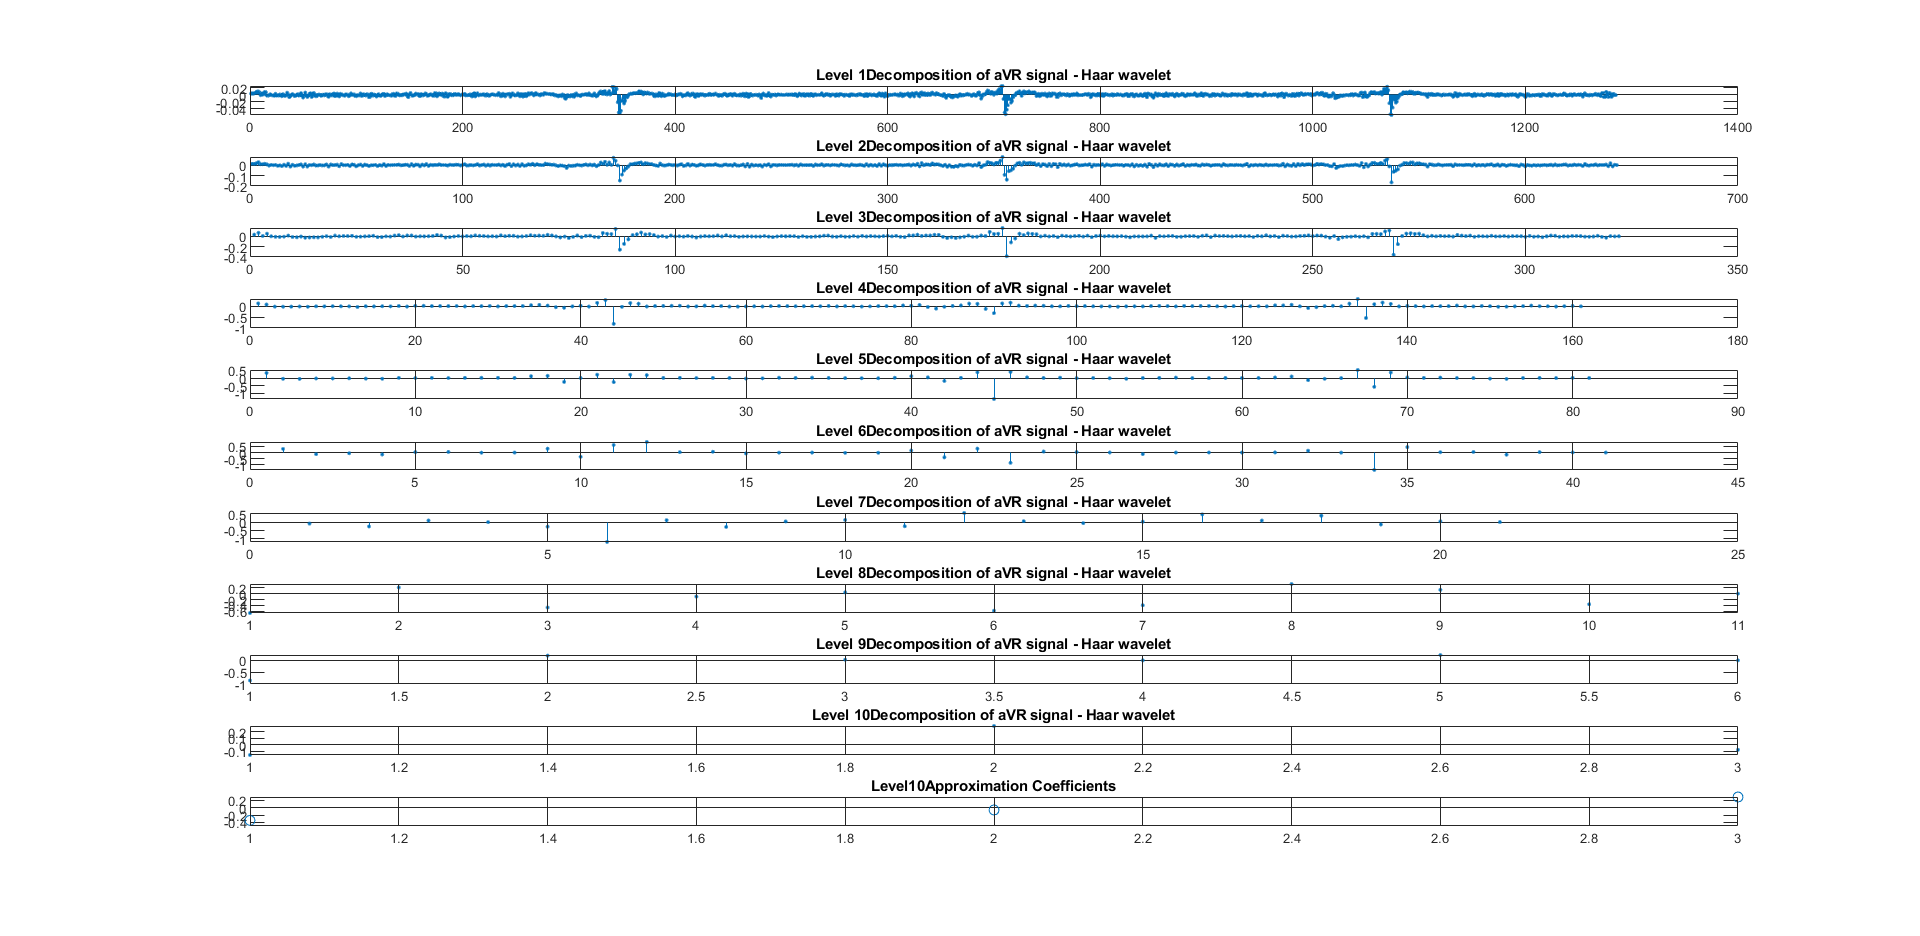 Level 1Decomposition of aVR signal - Haar wavelet
0.02
0
-0.02
-0.04
0 200 400 600 800 1000 1200 1400
Level 2Decomposition of aVR signal - Haar wavelet
0
-0.1
-0.2
0 100 200 300 400 500 600 700
Level 3Decomposition of aVR signal - Haar wavelet
0
-0.2
-0.4
0 50 100 150 200 250 300 350
Level 4Decomposition of aVR signal - Haar wavelet
0
-0.5
-1
0 20 40 60 80 100 120 140 160 180
Level 5Decomposition of aVR signal - Haar wavelet
0.5
0
-0.5
-1
0 10 20 30 40 50 60 70 80 90
Level 6Decomposition of aVR signal - Haar wavelet
0.5
0
-0.5
-1
0 5 10 15 20 25 30 35 40 45
Level 7Decomposition of aVR signal - Haar wavelet
0.5
0
-0.5
-1
0 5 10 15 20 25
Level 8Decomposition of aVR signal - Haar wavelet
0.2
0
-0.2
-0.4
-0.6
1 2 3 4 5 6 7 8 9 10 11
Level 9Decomposition of aVR signal - Haar wavelet
0
-0.5
-1
1 1.5 2 2.5 3 3.5 4 4.5 5 5.5 6
Level 10Decomposition of aVR signal - Haar wavelet
0.2
0.1
0
-0.1
1 1.2 1.4 1.6 1.8 2 2.2 2.4 2.6 2.8 3
Level10Approximation Coefficients
0.2
0
-0.2
-0.4
1 1.2 1.4 1.6 1.8 2 2.2 2.4 2.6 2.8 3